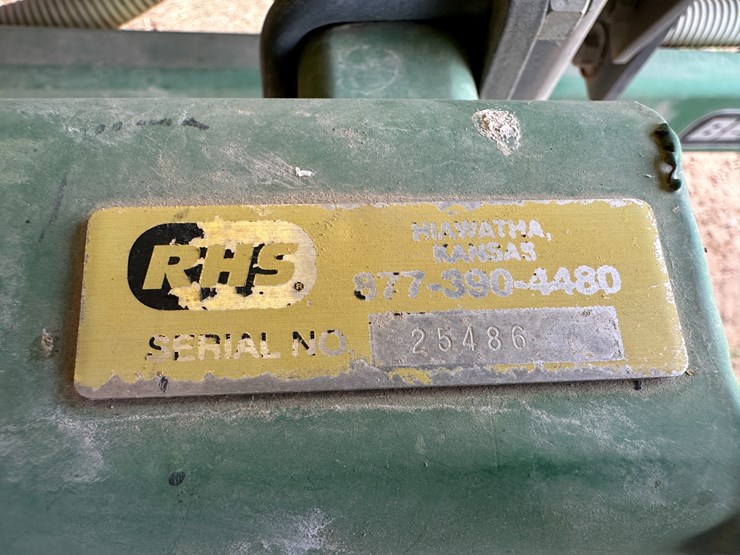 RHS®
HIAWATHA,
KANSAS
877-390-4480
SERIAL NO
25486